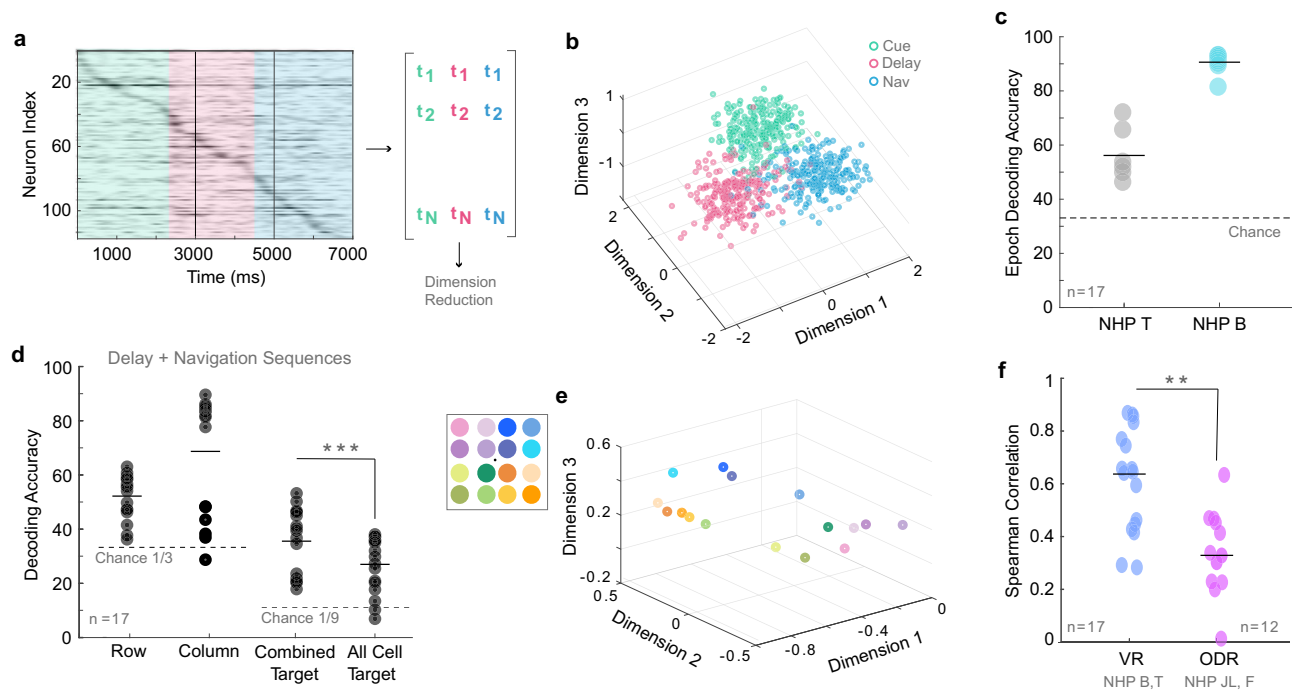 a
Neuron Index
20
60
100
1000
3000
5000
7000
Time (ms)
t1 t1 t1
t2 t2 t2
tN tN tN
Dimension
Reduction
b
Cue
Delay
Nav
Dimension 3
1
-1
2
0
-2
Dimension 2
-2
0
2
Dimension 1
c
Epoch Decoding Accuracy
100
80
60
40
20
0
Chance
n=17
NHP T
NHP B
d
Delay + Navigation Sequences
Decoding Accuracy
100
80
60
40
20
0
***
Chance 1/3
Chance 1/9
n =17
Row
Column
Combined
Target
All Cell
Target
e
Dimension 3
0.6
0.2
-0.2
0.5
0
-0.5
Dimension 2
-0.8
-0.4
0
Dimension 1
f
Spearman Correlation
1
0.8
0.6
0.4
0.2
0
**
n=17
n=12
VR
ODR
NHP B,T
NHP JL, F